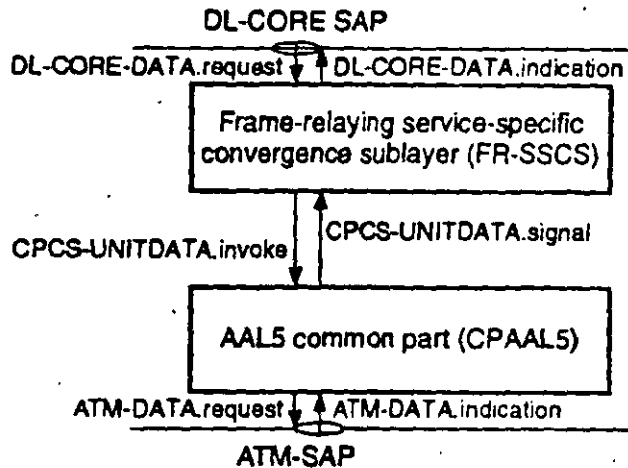 DL-CORE SAP
DL-CORE-DATA.request
DL-CORE-DATA.indication
Frame-relaying service-specific
convergence sublayer (FR-SSCS)
CPCS-UNITDATA.invoke
CPCS-UNITDATA.signal
AAL5 common part (CPAAL5)
ATM-DATA.request
ATM-DATA.indication
ATM-SAP